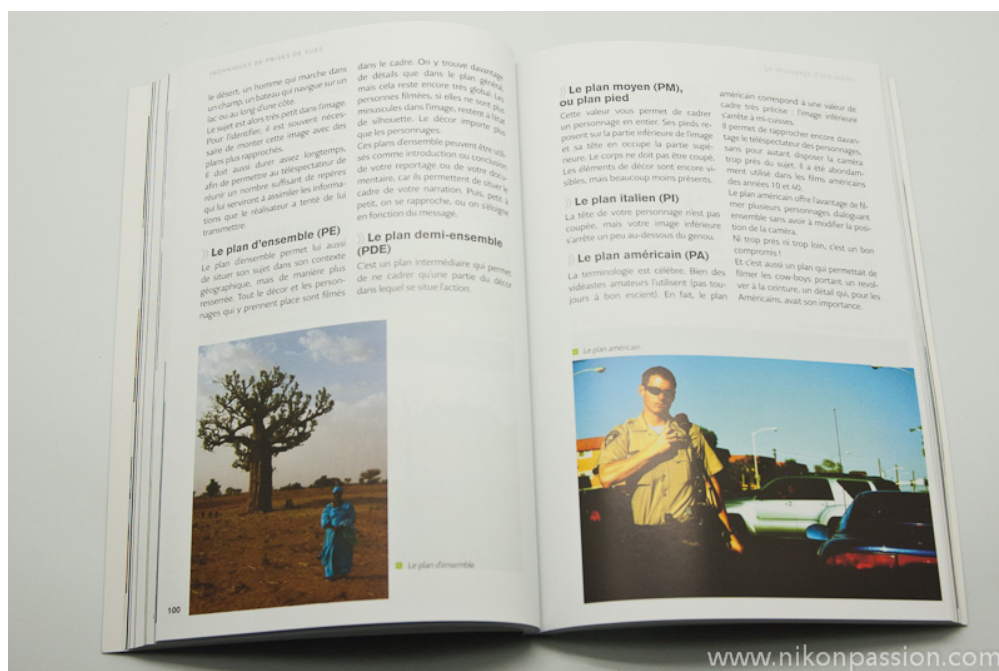 TECHNIQUES DE PRISES DE VUES
le désert, un homme qui marche dans
un champ, un bateau qui navigue sur un
lac ou au long d'une côte.
Le sujet est alors très petit dans l'image.
Pour l'identifier, il est souvent néces-
saire de monter cette image avec des
plans plus rapprochés.
Il doit aussi durer assez longtemps,
afin de permettre au téléspectateur de
réunir un nombre suffisant de repères
qui lui serviront à assimiler les informa-
tions que le réalisateur a tenté de lui
transmettre.
)) Le plan d'ensemble (PE)
Le plan d'ensemble permet lui aussi
de situer son sujet dans son contexte
géographique, mais de manière plus
resserrée. Tout le décor et les person-
nages qui y prennent place sont filmés
dans le cadre. On y trouve davantage
de détails que dans le plan général,
mais cela reste encore très global. Les
personnes filmées, si elles ne sont plus
minuscules dans l'image, restent à l'état
de silhouette. Le décor importe plus
que les personnages.
Ces plans d'ensemble peuvent être utili-
sés comme introduction ou conclusion
de votre reportage ou de votre docu-
mentaire, car ils permettent de situer le
cadre de votre narration. Puis, petit à
petit, on se rapproche, ou on s'éloigne
en fonction du message.
)) Le plan demi-ensemble
(PDE)
C'est un plan intermédiaire qui permet
de ne cadrer qu'une partie du décor
dans lequel se situe l'action.
Le plan d'ensemble
100
)) Le plan moyen (PM),
ou plan pied
Cette valeur vous permet de cadrer
un personnage en entier. Ses pieds re-
posent sur la partie inférieure de l'image
et sa tête en occupe la partie supé-
rieure. Le corps ne doit pas être coupé.
Les éléments de décor sont encore vi-
sibles, mais beaucoup moins présents.
)) Le plan italien (PI)
La tête de votre personnage n'est pas
coupée, mais votre image inférieure
s'arrête un peu au-dessous du genou.
)) Le plan américain (PA)
La terminologie est célèbre. Bien des
vidéastes amateurs l'utilisent (pas tou-
jours à bon escient). En fait, le plan
américain correspond à une valeur de
cadre très précise : l'image inférieure
s'arrête à mi-cuisses.
Il permet de rapprocher encore davan-
tage le téléspectateur des personnages,
sans pour autant disposer la caméra
trop près du sujet. Il a été abondam-
ment utilisé dans les films américains
des années 10 et 40.
Le plan américain offre l'avantage de fil-
mer plusieurs personnages dialoguant
ensemble sans avoir à modifier la posi-
tion de la caméra.
Ni trop près ni trop loin, c'est un bon
compromis !
Et c'est aussi un plan qui permettait de
filmer les cow-boys portant un revol-
ver à la ceinture, un détail qui, pour les
Américains, avait son importance.
Le plan américain
www.nikonpassion.com